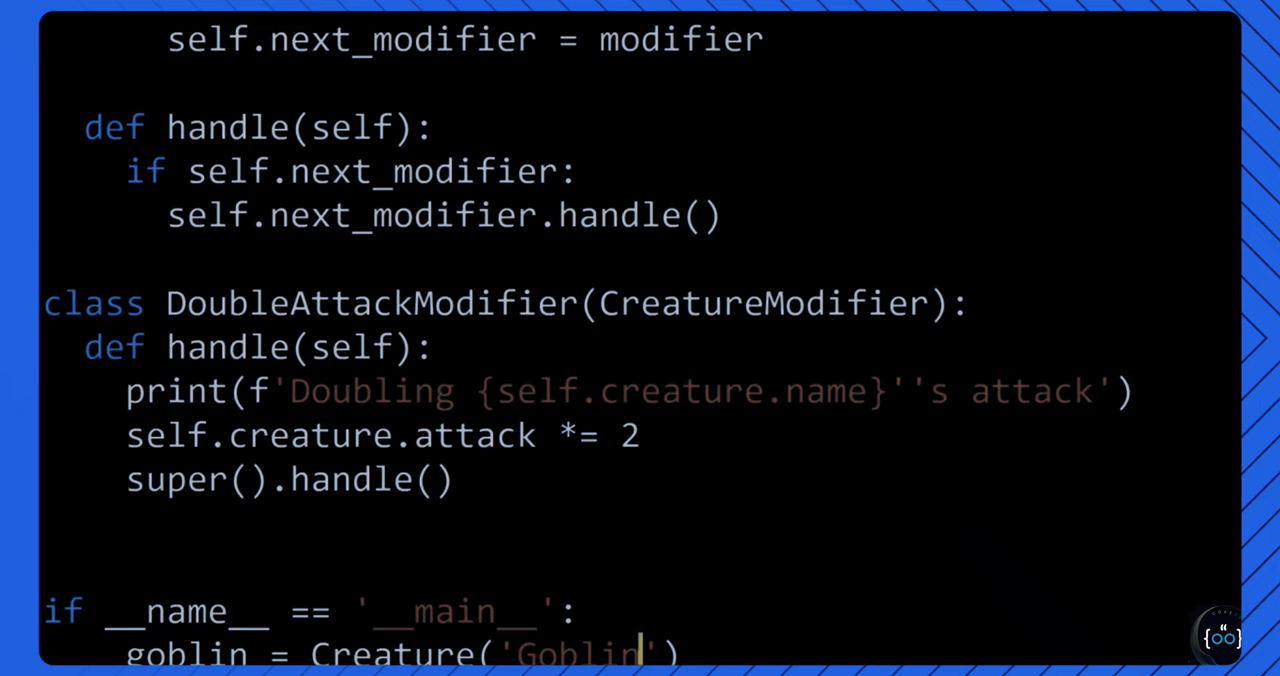 self.next_modifier = modifier
def handle(self):
if self.next_modifier:
self.next_modifier.handle()
class DoubleAttackModifier(CreatureModifier):
def handle(self):
print(f'Doubling {self.creature.name}''s attack')
self.creature.attack *= 2
super().handle()
if __name__ == '__main__':
goblin = Creature('Goblin')